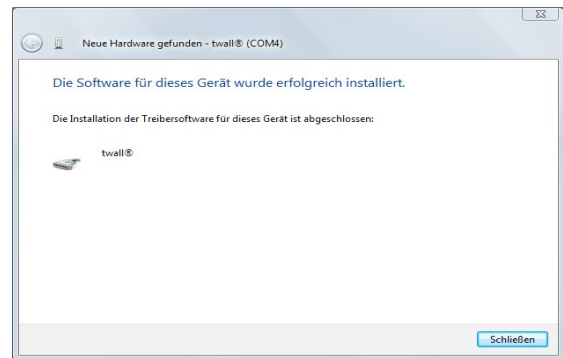 Neue Hardware gefunden - twall® (COM4)
Die Software für dieses Gerät wurde erfolgreich installiert.
Die Installation der Treibersoftware für dieses Gerät ist abgeschlossen:
twall®
Schließen